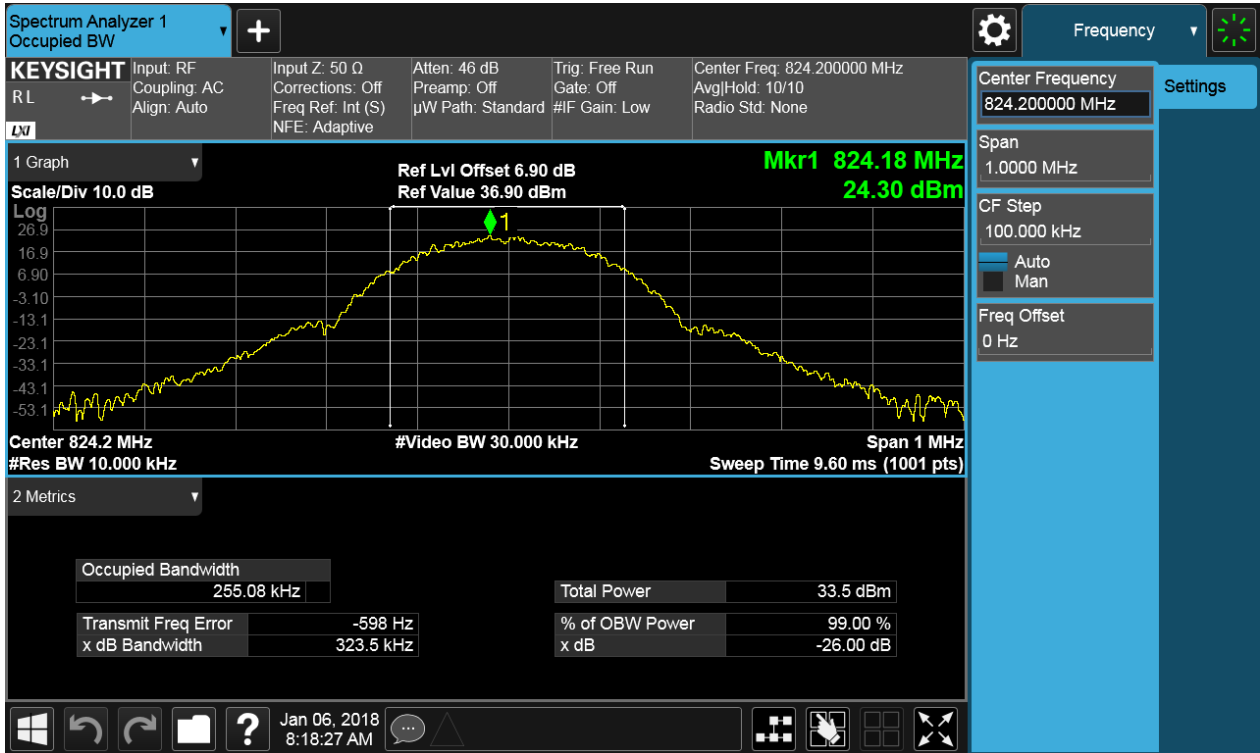 Spectrum Analyzer 1
Occupied BW
+
Frequency
KEYSIGHT
RL
LXI
Input: RF
Coupling: AC
Align: Auto
Input Z: 50 Ω
Corrections: Off
Freq Ref: Int (S)
NFE: Adaptive
Atten: 46 dB
Preamp: Off
µW Path: Standard
Trig: Free Run
Gate: Off
#IF Gain: Low
Center Freq: 824.200000 MHz
Avg|Hold: 10/10
Radio Std: None
Center Frequency
824.200000 MHz
Settings
Span
1.0000 MHz
CF Step
100.000 kHz
Auto
Man
Freq Offset
0 Hz
1 Graph
Scale/Div 10.0 dB
Ref Lvl Offset 6.90 dB
Ref Value 36.90 dBm
Mkr1 824.18 MHz
24.30 dBm
Log
1
26.9
16.9
6.90
-3.10
-13.1
-23.1
-33.1
-43.1
-53.1
Center 824.2 MHz
#Video BW 30.000 kHz
Span 1 MHz
#Res BW 10.000 kHz
Sweep Time 9.60 ms (1001 pts)
2 Metrics
Occupied Bandwidth
255.08 kHz
Total Power 33.5 dBm
Transmit Freq Error -598 Hz
% of OBW Power 99.00 %
x dB Bandwidth 323.5 kHz
x dB -26.00 dB
?
Jan 06, 2018
8:18:27 AM